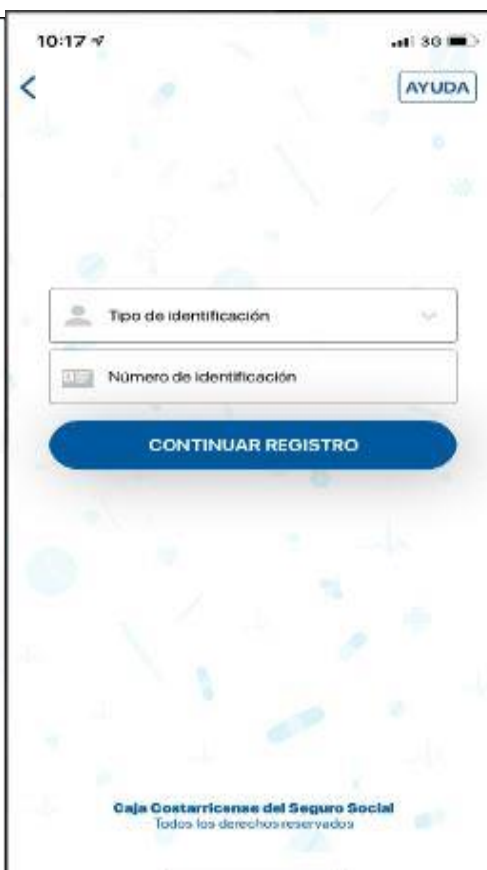 10:17
3G
AYUDA
Tipo de identificación
Número de identificación
CONTINUAR REGISTRO
Caja Costarricense del Seguro Social
Todos los derechos reservados